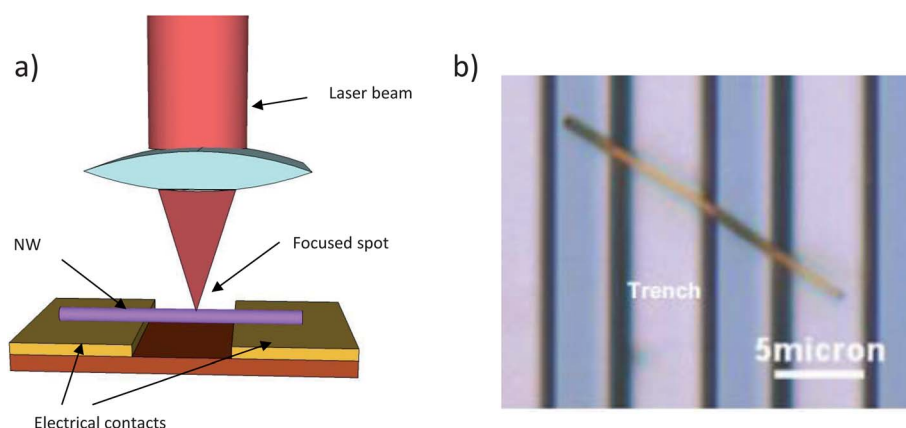 a)
Laser beam
NW
Focused spot
Electrical contacts
b)
Trench
5micron